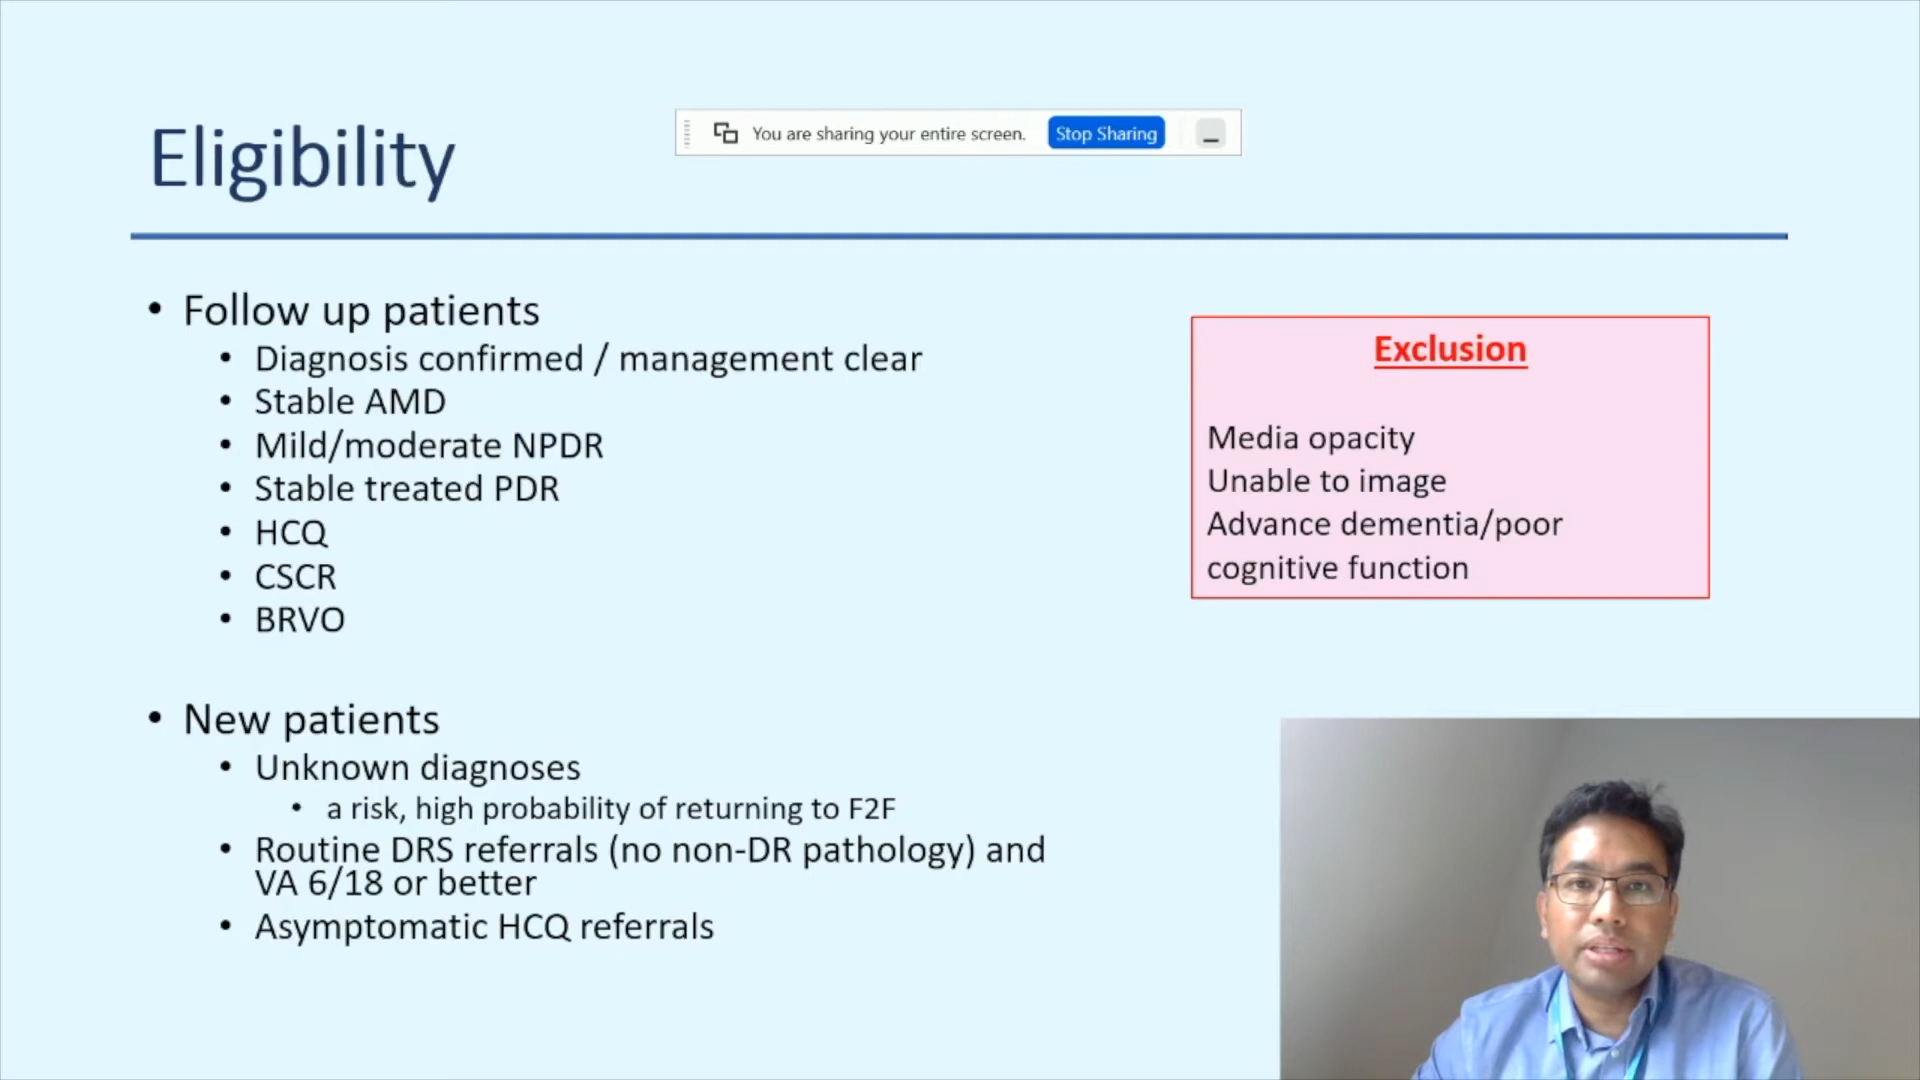 You are sharing your entire screen. Stop Sharing
Eligibility
• Follow up patients
• Diagnosis confirmed / management clear
• Stable AMD
• Mild/moderate NPDR
• Stable treated PDR
• HCQ
• CSCR
• BRVO
• New patients
• Unknown diagnoses
• a risk, high probability of returning to F2F
• Routine DRS referrals (no non-DR pathology) and
VA 6/18 or better
• Asymptomatic HCQ referrals
Exclusion
Media opacity
Unable to image
Advance dementia/poor
cognitive function